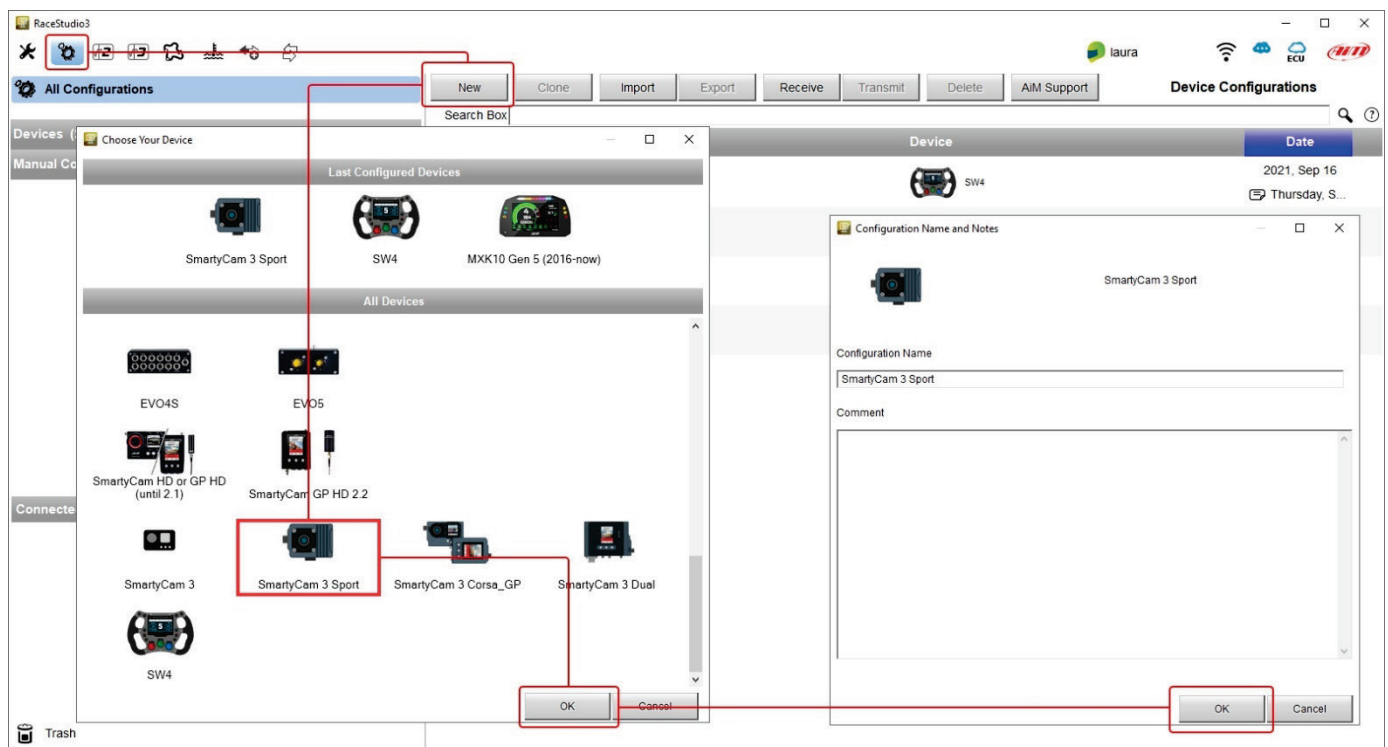 RaceStudio3
laura
ECU
AiM
All Configurations
New Clone Import Export Receive Transmit Delete AiM Support Device Configurations
Search Box
Devices (
Manual Co
Connecte
Trash
Device Date
SW4
2021, Sep 16
Thursday, S...
Choose Your Device
Last Configured Devices
SmartyCam 3 Sport SW4 MXK10 Gen 5 (2016-now)
All Devices
EVO4S EVO5
SmartyCam HD or GP HD
(until 2.1) SmartyCam GP HD 2.2
SmartyCam 3 SmartyCam 3 Sport SmartyCam 3 Corsa_GP SmartyCam 3 Dual
SW4
OK Cancel
Configuration Name and Notes
SmartyCam 3 Sport
Configuration Name
SmartyCam 3 Sport
Comment
OK Cancel